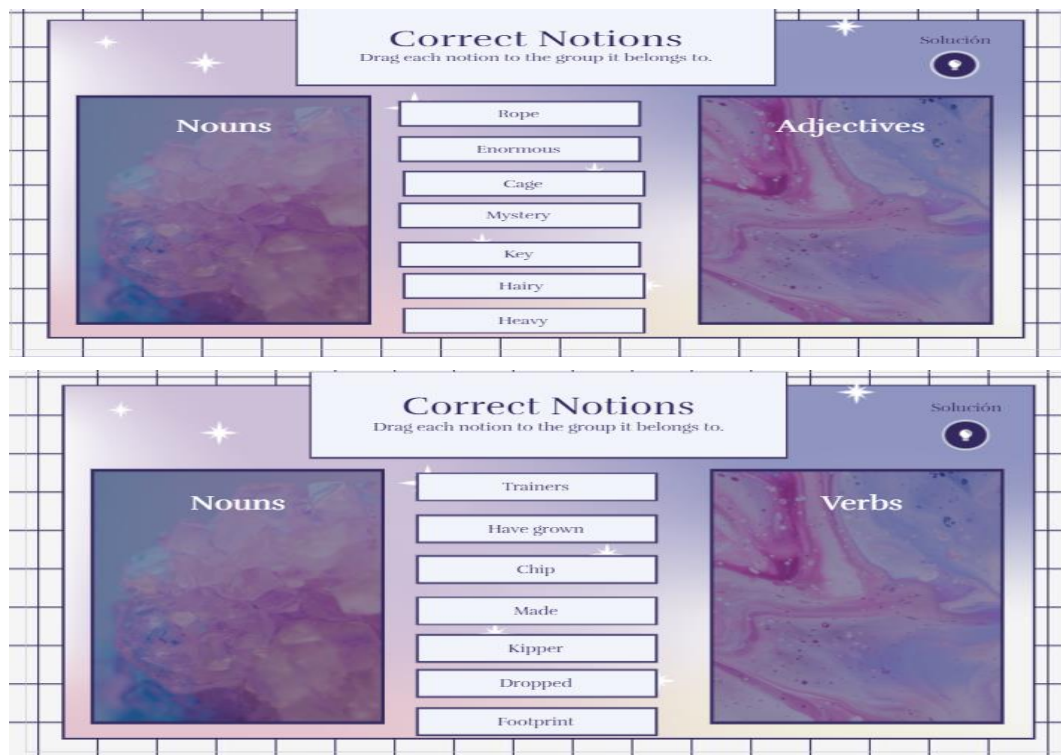 Correct Notions
Drag each notion to the group it belongs to.
Solución
Nouns
Adjectives
Rope
Enormous
Cage
Mystery
Key
Hairy
Heavy
Correct Notions
Drag each notion to the group it belongs to.
Solución
Nouns
Verbs
Trainers
Have grown
Chip
Made
Kipper
Dropped
Footprint